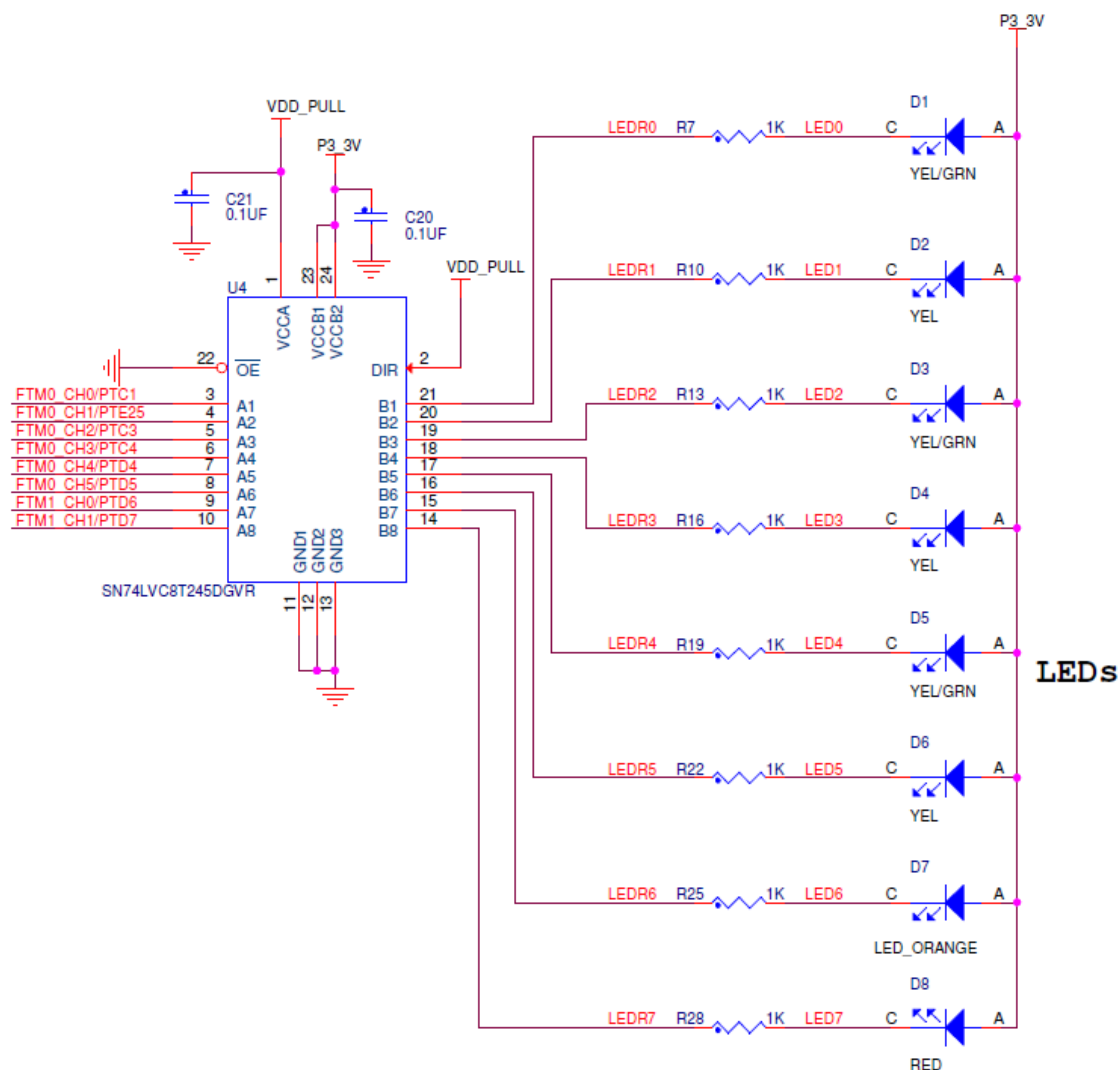 P3_3V
VDD_PULL
P3_3V
C21
0.1UF
C20
0.1UF
VDD_PULL
U4
1
23
24
VCCA
VCCB1
VCCB2
22
OE
DIR
2
FTM0_CH0/PTC1 3 A1 B1 21
FTM0_CH1/PTE25 4 A2 B2 20
FTM0_CH2/PTC3 5 A3 B3 19
FTM0_CH3/PTC4 6 A4 B4 18
FTM0_CH4/PTD4 7 A5 B5 17
FTM0_CH5/PTD5 8 A6 B6 16
FTM1_CH0/PTD6 9 A7 B7 15
FTM1_CH1/PTD7 10 A8 B8 14
GND1
GND2
GND3
11
12
13
SN74LVC8T245DGVR
D1
LEDR0 R7 1K LED0 C A
YEL/GRN
D2
LEDR1 R10 1K LED1 C A
YEL
D3
LEDR2 R13 1K LED2 C A
YEL/GRN
D4
LEDR3 R16 1K LED3 C A
YEL
D5
LEDR4 R19 1K LED4 C A
YEL/GRN
LEDs
D6
LEDR5 R22 1K LED5 C A
YEL
D7
LEDR6 R25 1K LED6 C A
LED_ORANGE
D8
LEDR7 R28 1K LED7 C A
RED